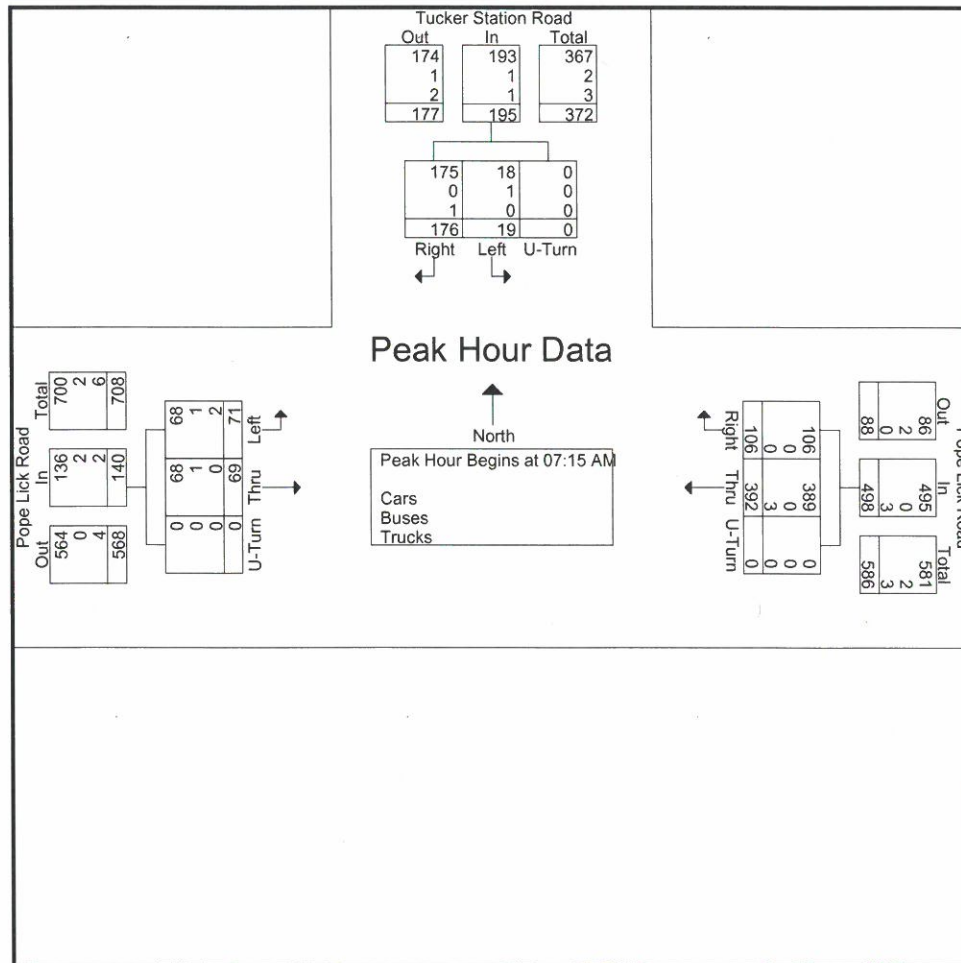 Tucker Station Road
Out In Total
174 193 367
1 1 2
2 1 3
177 195 372
175 18 0
0 1 0
1 0 0
176 19 0
Right Left U-Turn
Peak Hour Data
North
Peak Hour Begins at 07:15 AM
Cars
Buses
Trucks
Pope Lick Road
Out In Total
564 136 700
0 2 2
4 2 6
568 140 708
U-Turn Thru Left
0 68 68
0 1 1
0 0 2
0 69 71
Pope Lick Road
Out In Total
86 495 581
2 0 2
0 3 3
88 498 586
106 389 0
0 0 0
0 3 0
106 392 0
Right Thru U-Turn